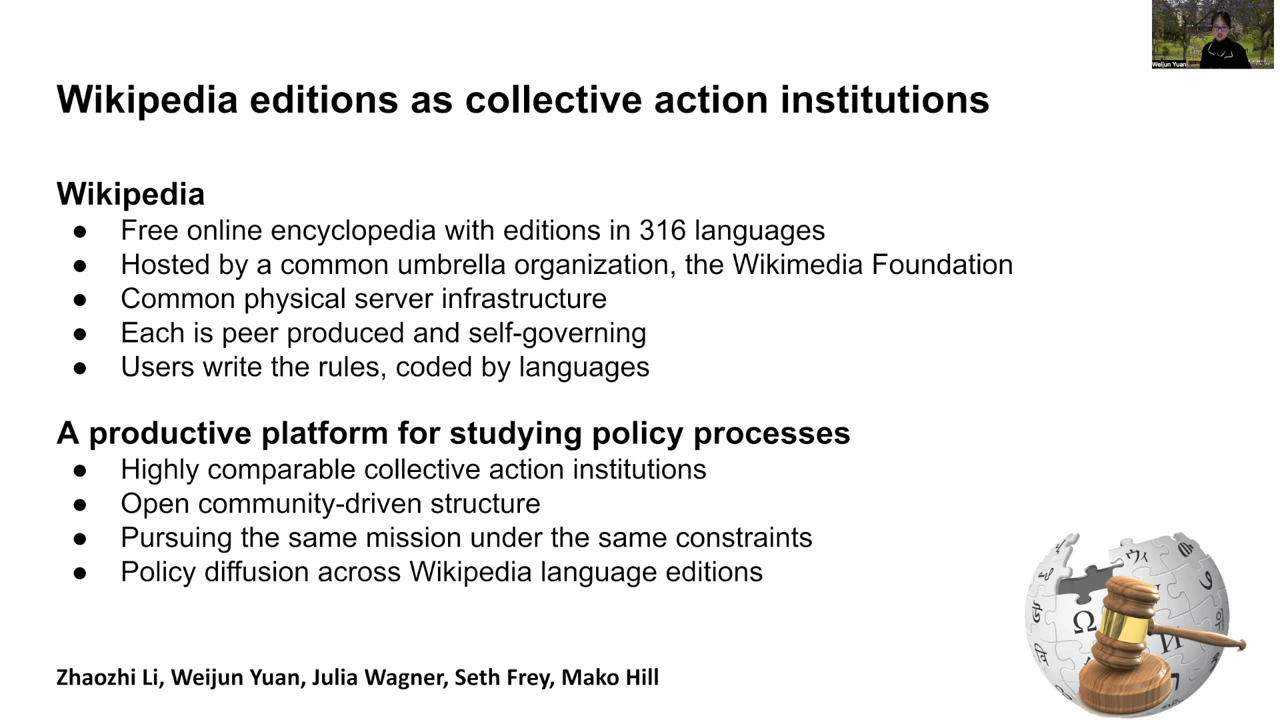 Weijun Yuan
Wikipedia editions as collective action institutions
Wikipedia
● Free online encyclopedia with editions in 316 languages
● Hosted by a common umbrella organization, the Wikimedia Foundation
● Common physical server infrastructure
● Each is peer produced and self-governing
● Users write the rules, coded by languages
A productive platform for studying policy processes
● Highly comparable collective action institutions
● Open community-driven structure
● Pursuing the same mission under the same constraints
● Policy diffusion across Wikipedia language editions
Ω
И
Zhaozhi Li, Weijun Yuan, Julia Wagner, Seth Frey, Mako Hill